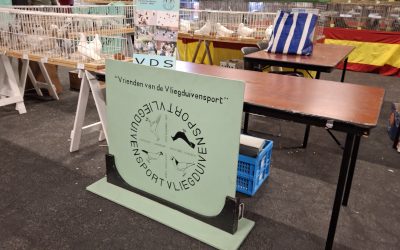 VDS
"Vrienden van de Vliegduivensport"
VLIEGDUIVENSPORT VLIEGDUIVENSPORT